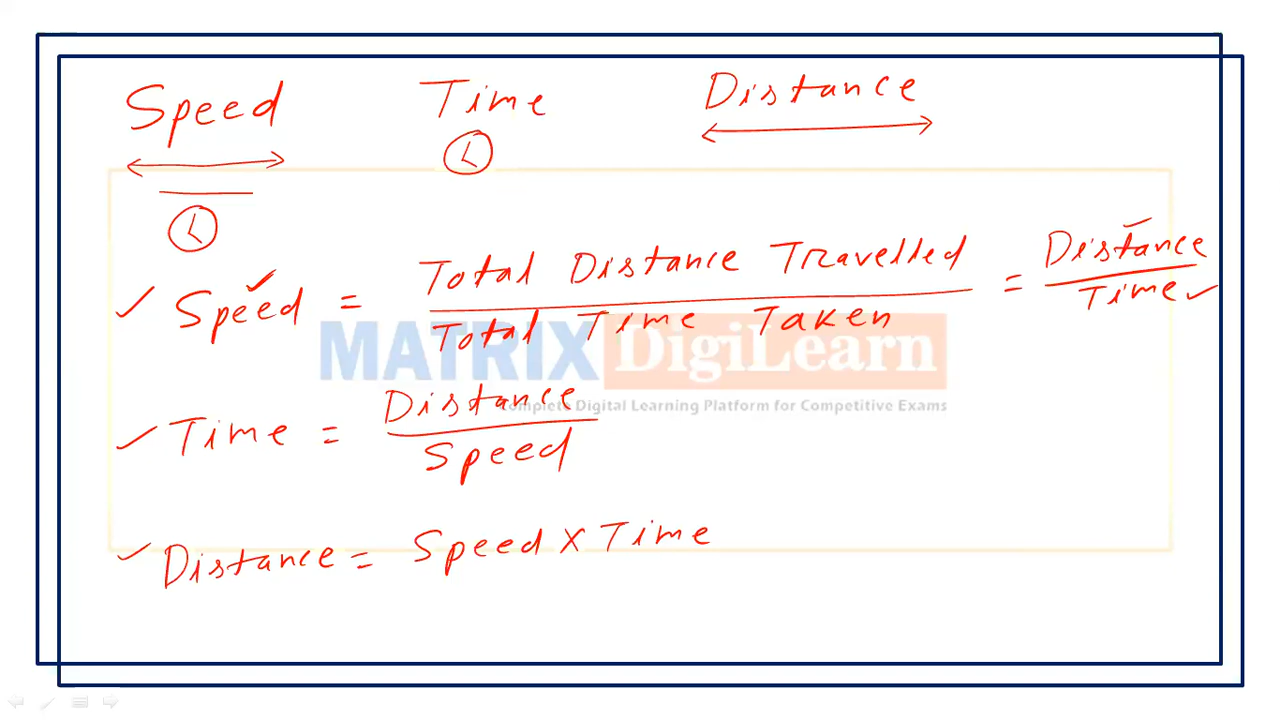 Speed Time Distance
Speed = Total Distance Travelled / Total Time Taken = Distance / Time
MATRIX DigiLearn
Complete Digital Learning Platform for Competitive Exams
Time = Distance / Speed
Distance = Speed x Time